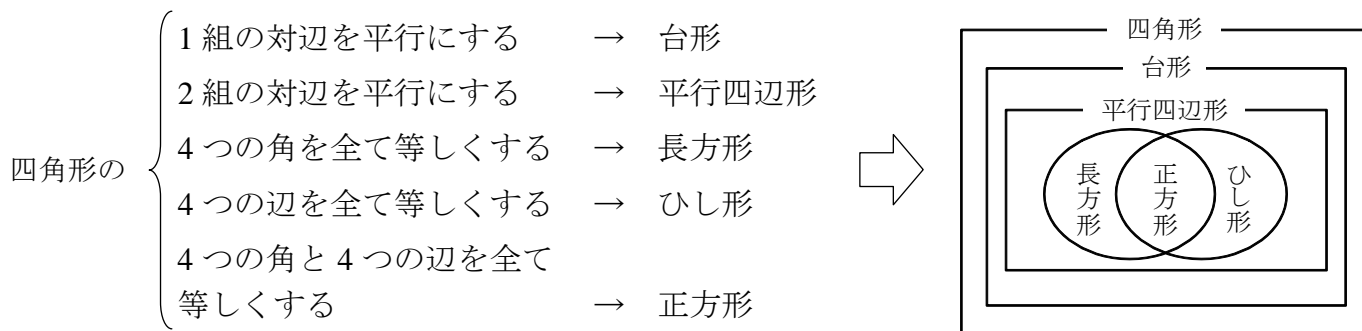 四角形の
1 組の対辺を平行にする → 台形
2 組の対辺を平行にする → 平行四辺形
4 つの角を全て等しくする → 長方形
4 つの辺を全て等しくする → ひし形
4 つの角と 4 つの辺を全て
等しくする → 正方形
四角形
台形
平行四辺形
長方形
正方形
ひし形